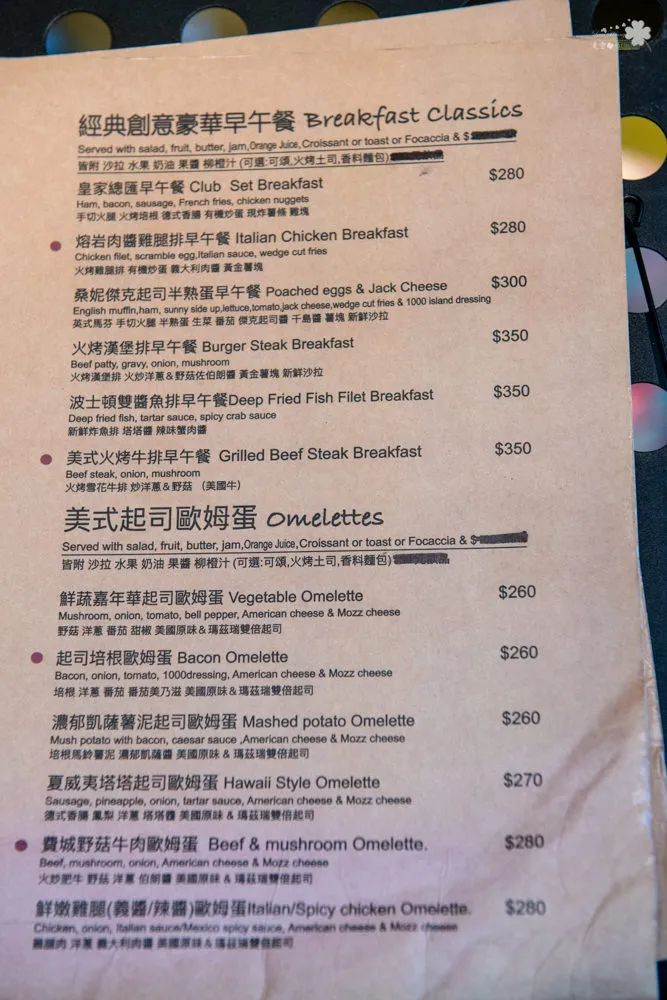 經典創意豪華早午餐 Breakfast Classics
Served with salad, fruit, butter, jam,Orange Juice,Croissant or toast or Focaccia & $
皆附 沙拉 水果 奶油 果醬 柳橙汁 (可選:可頌,火烤土司,香料麵包)
皇家總匯早午餐 Club Set Breakfast $280
Ham, bacon, sausage, French fries, chicken nuggets
手切火腿 火烤培根 德式香腸 有機炒蛋 現炸薯條 雞塊
熔岩肉醬雞腿排早午餐 Italian Chicken Breakfast $280
Chicken filet, scramble egg,Italian sauce, wedge cut fries
火烤雞腿排 有機炒蛋 義大利肉醬 黃金薯塊
桑妮傑克起司半熟蛋早午餐 Poached eggs & Jack Cheese $300
English muffin,ham, sunny side up,lettuce,tomato,jack cheese,wedge cut fries & 1000 island dressing
英式馬芬 手切火腿 半熟蛋 生菜 番茄 傑克起司醬 千島醬 薯塊 新鮮沙拉
火烤漢堡排早午餐 Burger Steak Breakfast $350
Beef patty, gravy, onion, mushroom
火烤漢堡排 火炒洋蔥&野菇佐伯朗醬 黃金薯塊 新鮮沙拉
波士頓雙醬魚排早午餐Deep Fried Fish Filet Breakfast $350
Deep fried fish, tartar sauce, spicy crab sauce
新鮮炸魚排 塔塔醬 辣味蟹肉醬
美式火烤牛排早午餐 Grilled Beef Steak Breakfast $350
Beef steak, onion, mushroom
火烤雪花牛排 炒洋蔥&野菇 (美國牛)
美式起司歐姆蛋 Omelettes
Served with salad, fruit, butter, jam,Orange Juice,Croissant or toast or Focaccia & $
皆附 沙拉 水果 奶油 果醬 柳橙汁 (可選:可頌,火烤土司,香料麵包)
鮮蔬嘉年華起司歐姆蛋 Vegetable Omelette $260
Mushroom, onion, tomato, bell pepper, American cheese & Mozz cheese
野菇 洋蔥 番茄 甜椒 美國原味&瑪茲瑞雙倍起司
起司培根歐姆蛋 Bacon Omelette $260
Bacon, onion, tomato, 1000dressing, American cheese & Mozz cheese
培根 洋蔥 番茄 番茄美乃滋 美國原味&瑪茲瑞雙倍起司
濃郁凱薩薯泥起司歐姆蛋 Mashed potato Omelette $260
Mush potato with bacon, caesar sauce ,American cheese & Mozz cheese
培根馬鈴薯泥 濃郁凱薩醬 美國原味 & 瑪茲瑞雙倍起司
夏威夷塔塔起司歐姆蛋 Hawaii Style Omelette $270
Sausage, pineapple, onion, tartar sauce, American cheese & Mozz cheese
德式香腸 鳳梨 洋蔥 塔塔醬 美國原味 & 瑪茲瑞雙倍起司
費城野菇牛肉歐姆蛋 Beef & mushroom Omelette. $280
Beef, mushroom, onion, American cheese & Mozz cheese
火炒肥牛 野菇 洋蔥 伯朗醬 美國原味 & 瑪茲瑞雙倍起司
鮮嫩雞腿(義醬/辣醬)歐姆蛋Italian/Spicy chicken Omelette. $280
Chicken, onion, Italian sauce/Mexico spicy sauce, American cheese & Mozz cheese
雞腿肉 洋蔥 義大利肉醬 美國原味 & 瑪茲瑞雙倍起司